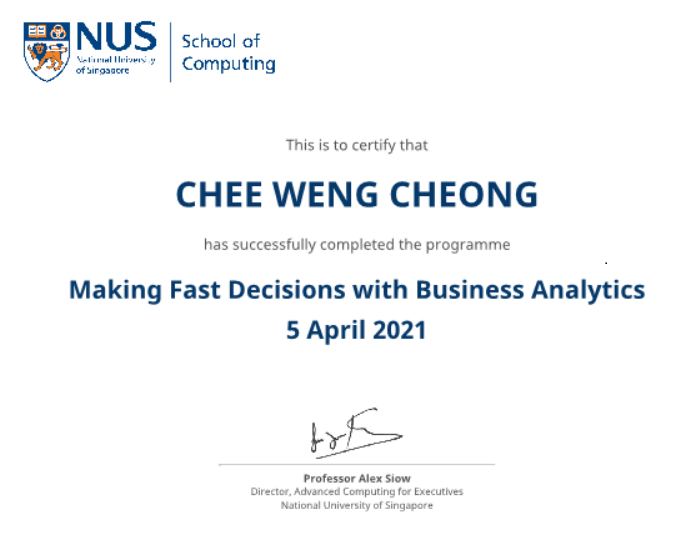 NUS
National University
of Singapore
School of
Computing
This is to certify that
CHEE WENG CHEONG
has successfully completed the programme
Making Fast Decisions with Business Analytics
5 April 2021
Professor Alex Siow
Director, Advanced Computing for Executives
National University of Singapore